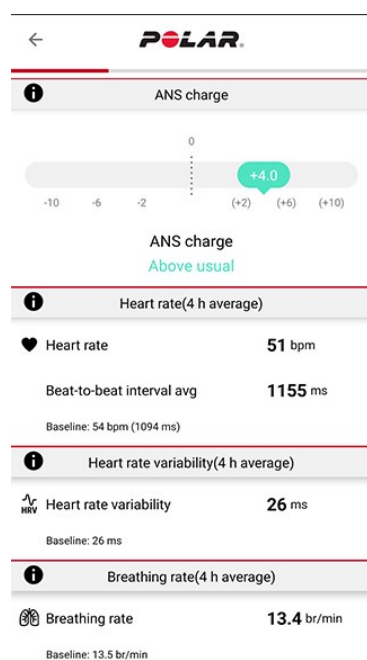 POLAR.
ANS charge
0
+4.0
-10 -6 -2 (+2) (+6) (+10)
ANS charge
Above usual
Heart rate(4 h average)
Heart rate 51 bpm
Beat-to-beat interval avg 1155 ms
Baseline: 54 bpm (1094 ms)
Heart rate variability(4 h average)
HRV Heart rate variability 26 ms
Baseline: 26 ms
Breathing rate(4 h average)
Breathing rate 13.4 br/min
Baseline: 13.5 br/min